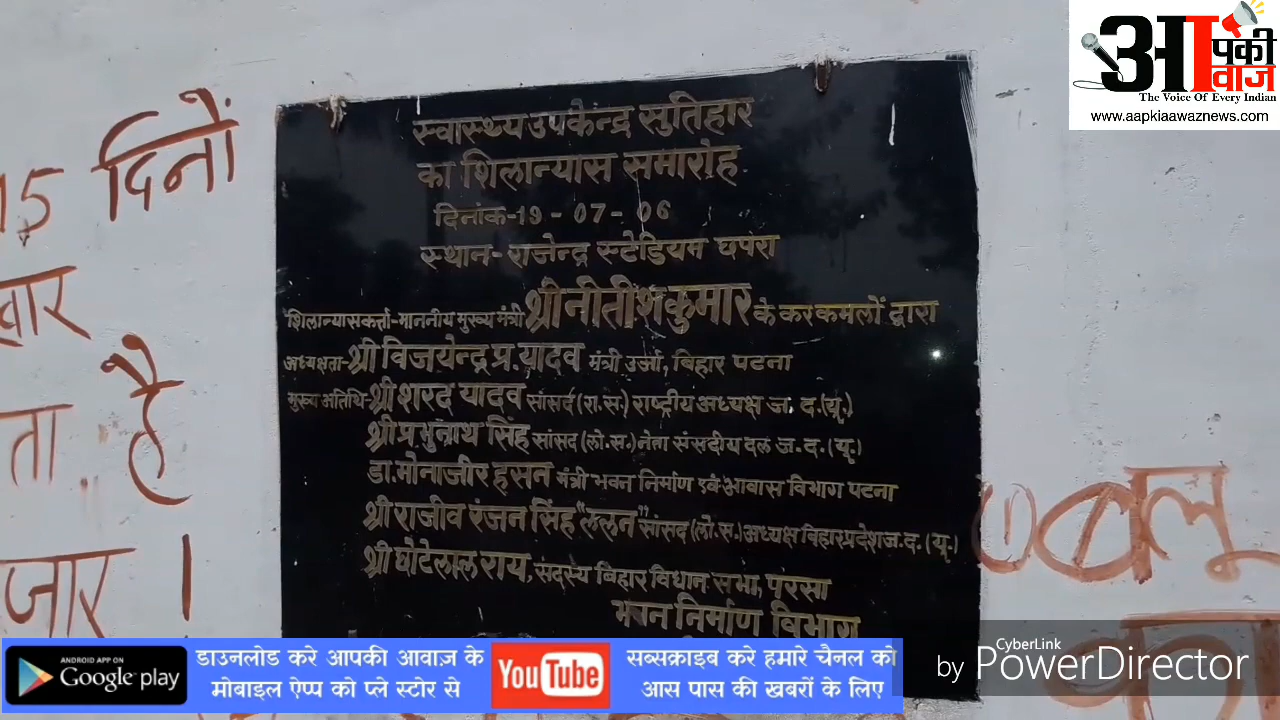 आपकी आवाज
The Voice Of Every Indian
www.aapkiaawaznews.com
15 दिनों
ता है
स्वास्थ्य उपकेन्द्र सुतिहार
का शिलान्यास समारोह
दिनांक-19-07-06
स्थान-राजेन्द्र स्टेडियम छपरा
शिलान्यासकर्त्ता-माननीय मुख्य मंत्री श्री नीतीश कुमार के कर कमलों द्वारा
अध्यक्षता-श्री विजयेन्द्र प्र. यादव मंत्री उर्जा, बिहार पटना
मुख्य अतिथि-श्री शरद यादव सांसद (रा.स.) राष्ट्रीय अध्यक्ष ज. द.(यू.)
श्री प्रभुनाथ सिंह सांसद (लो.स.) नेता संसदीय दल ज. द. (यू.)
डा. मोनाजीर हसन मंत्री भवन निर्माण एवं आवास विभाग पटना
श्री राजीव रंजन सिंह "ललन" सांसद (लो.स.) अध्यक्ष बिहार प्रदेश ज. द. (यू.)
श्री छोटेलाल राय, सदस्य बिहार विधान सभा, परसा
भवन निर्माण विभाग
ANDROID APP ON
Google play
डाउनलोड करे आपकी आवाज़ के
मोबाइल ऐप्प को प्ले स्टोर से
YouTube
सब्सक्राइब करे हमारे चैनल को
आस पास की खबरों के लिए
CyberLink
by PowerDirector